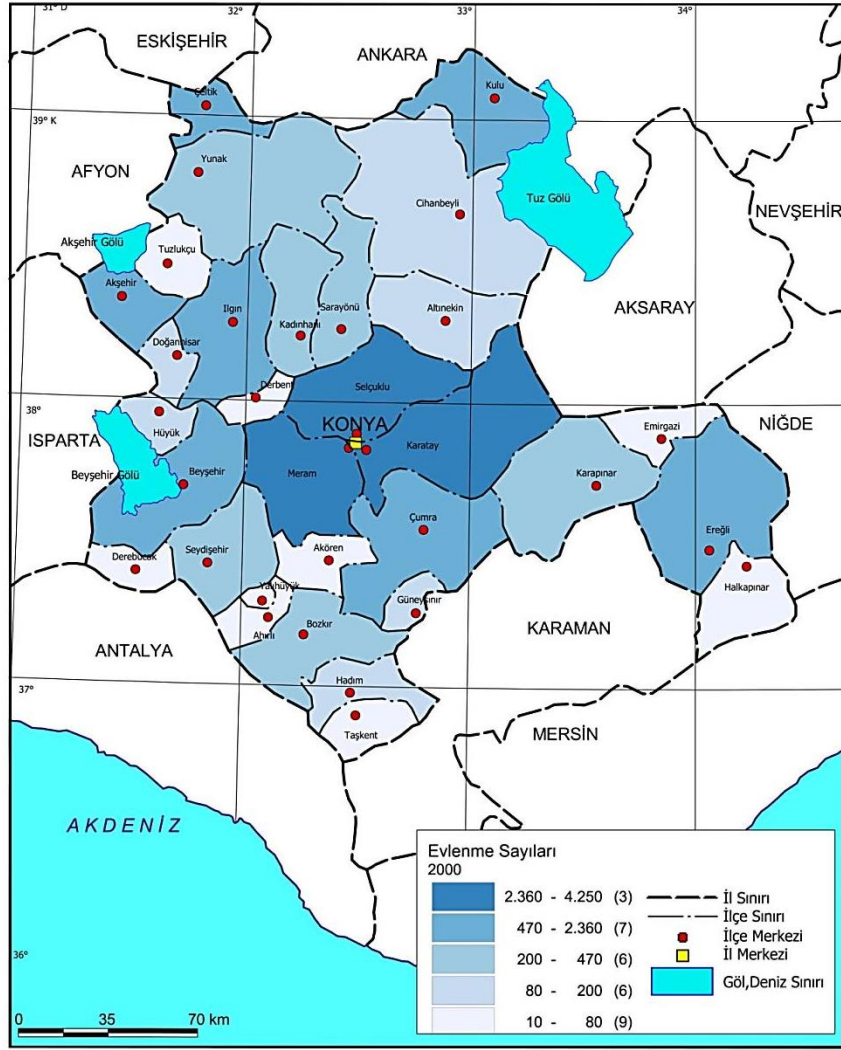 31° D
32°
33°
34°
ESKİŞEHİR
ANKARA
Çeltik
Kulu
39° K
Yunak
AFYON
Cihanbeyli
Tuz Gölü
NEVŞEHİR
Akşehir Gölü
Tuzlukçu
Akşehir
Ilgın
Kadınhanı
Sarayönü
Altınekin
AKSARAY
Doğanhisar
Derbent
Selçuklu
38°
Hüyük
KONYA
Emirgazi
NİĞDE
ISPARTA
Beyşehir Gölü
Beyşehir
Meram
Karatay
Karapınar
Çumra
Ereğli
Derebucak
Seydişehir
Akören
Halkapınar
Yalıhüyük
Güneysınır
Ahırlı
Bozkır
KARAMAN
ANTALYA
37°
Hadım
Taşkent
MERSİN
AKDENİZ
Evlenme Sayıları
2000
2.360 - 4.250 (3)
470 - 2.360 (7)
200 - 470 (6)
80 - 200 (6)
10 - 80 (9)
İl Sınırı
İlçe Sınırı
İlçe Merkezi
İl Merkezi
Göl,Deniz Sınırı
36°
0 35 70 km